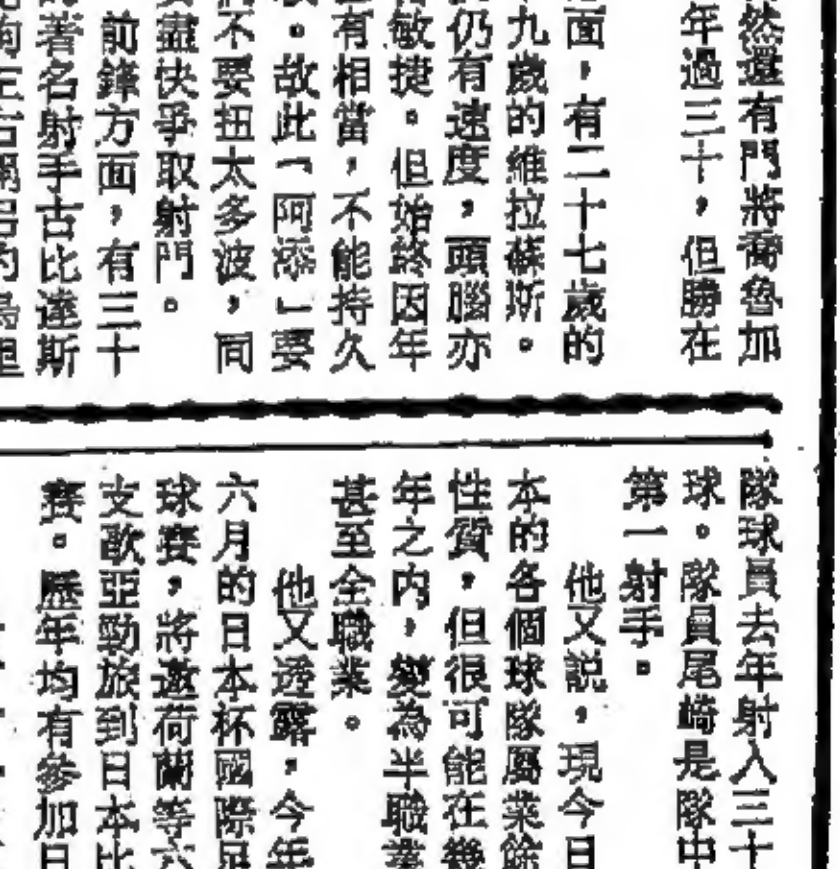 然還有門將喬魯加
年過三十，但勝在
面，有二十七歲的
九歲的維拉蘇斯。
仍有速度，頭腦亦
敏捷。但始終因年
有相當，不能持久
。故此「阿添」要
不要扭太多波，同
盡快爭取射門。
前鋒方面，有三十
著名射手古比達斯
隊球員去年射入三十
球。隊員尾崎是隊中
第一射手。
他又説，現今日
本的各個球隊屬業餘
性質，但很可能在幾
年之内，變為半職業
甚至全職業。
他又透露，今年
六月的日本杯國際足
球賽，將邀荷蘭等六
支歐亞勁旅到日本比
賽。歷年均有參加日